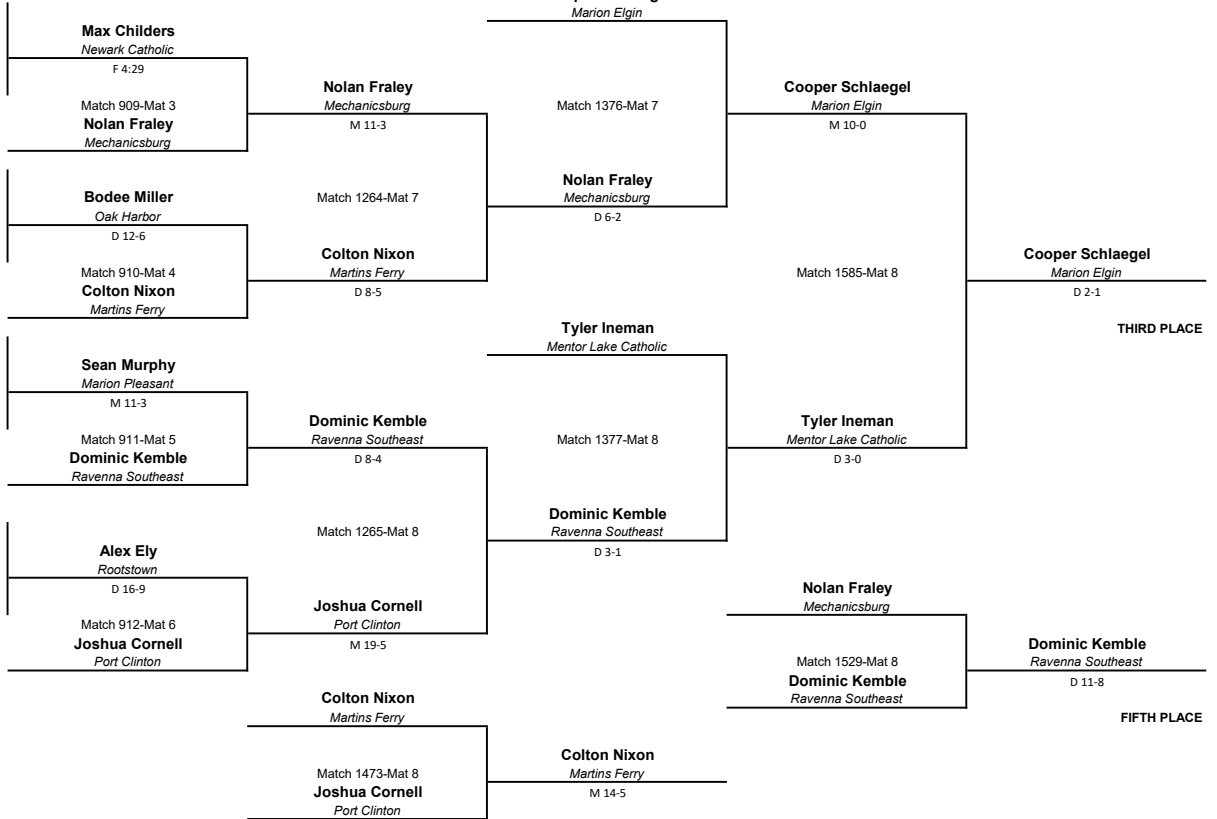 Marion Elgin
Max Childers
Newark Catholic
F 4:29
Match 909-Mat 3
Nolan Fraley
Mechanicsburg
Nolan Fraley
Mechanicsburg
M 11-3
Match 1376-Mat 7
Cooper Schlaegel
Marion Elgin
M 10-0
Bodee Miller
Oak Harbor
D 12-6
Match 910-Mat 4
Colton Nixon
Martins Ferry
Match 1264-Mat 7
Nolan Fraley
Mechanicsburg
D 6-2
Colton Nixon
Martins Ferry
D 8-5
Match 1585-Mat 8
Cooper Schlaegel
Marion Elgin
D 2-1
THIRD PLACE
Sean Murphy
Marion Pleasant
M 11-3
Match 911-Mat 5
Dominic Kemble
Ravenna Southeast
Dominic Kemble
Ravenna Southeast
D 8-4
Tyler Ineman
Mentor Lake Catholic
Match 1377-Mat 8
Tyler Ineman
Mentor Lake Catholic
D 3-0
Alex Ely
Rootstown
D 16-9
Match 912-Mat 6
Joshua Cornell
Port Clinton
Match 1265-Mat 8
Dominic Kemble
Ravenna Southeast
D 3-1
Joshua Cornell
Port Clinton
M 19-5
Nolan Fraley
Mechanicsburg
Match 1529-Mat 8
Dominic Kemble
Ravenna Southeast
Dominic Kemble
Ravenna Southeast
D 11-8
FIFTH PLACE
Colton Nixon
Martins Ferry
Match 1473-Mat 8
Joshua Cornell
Port Clinton
Colton Nixon
Martins Ferry
M 14-5